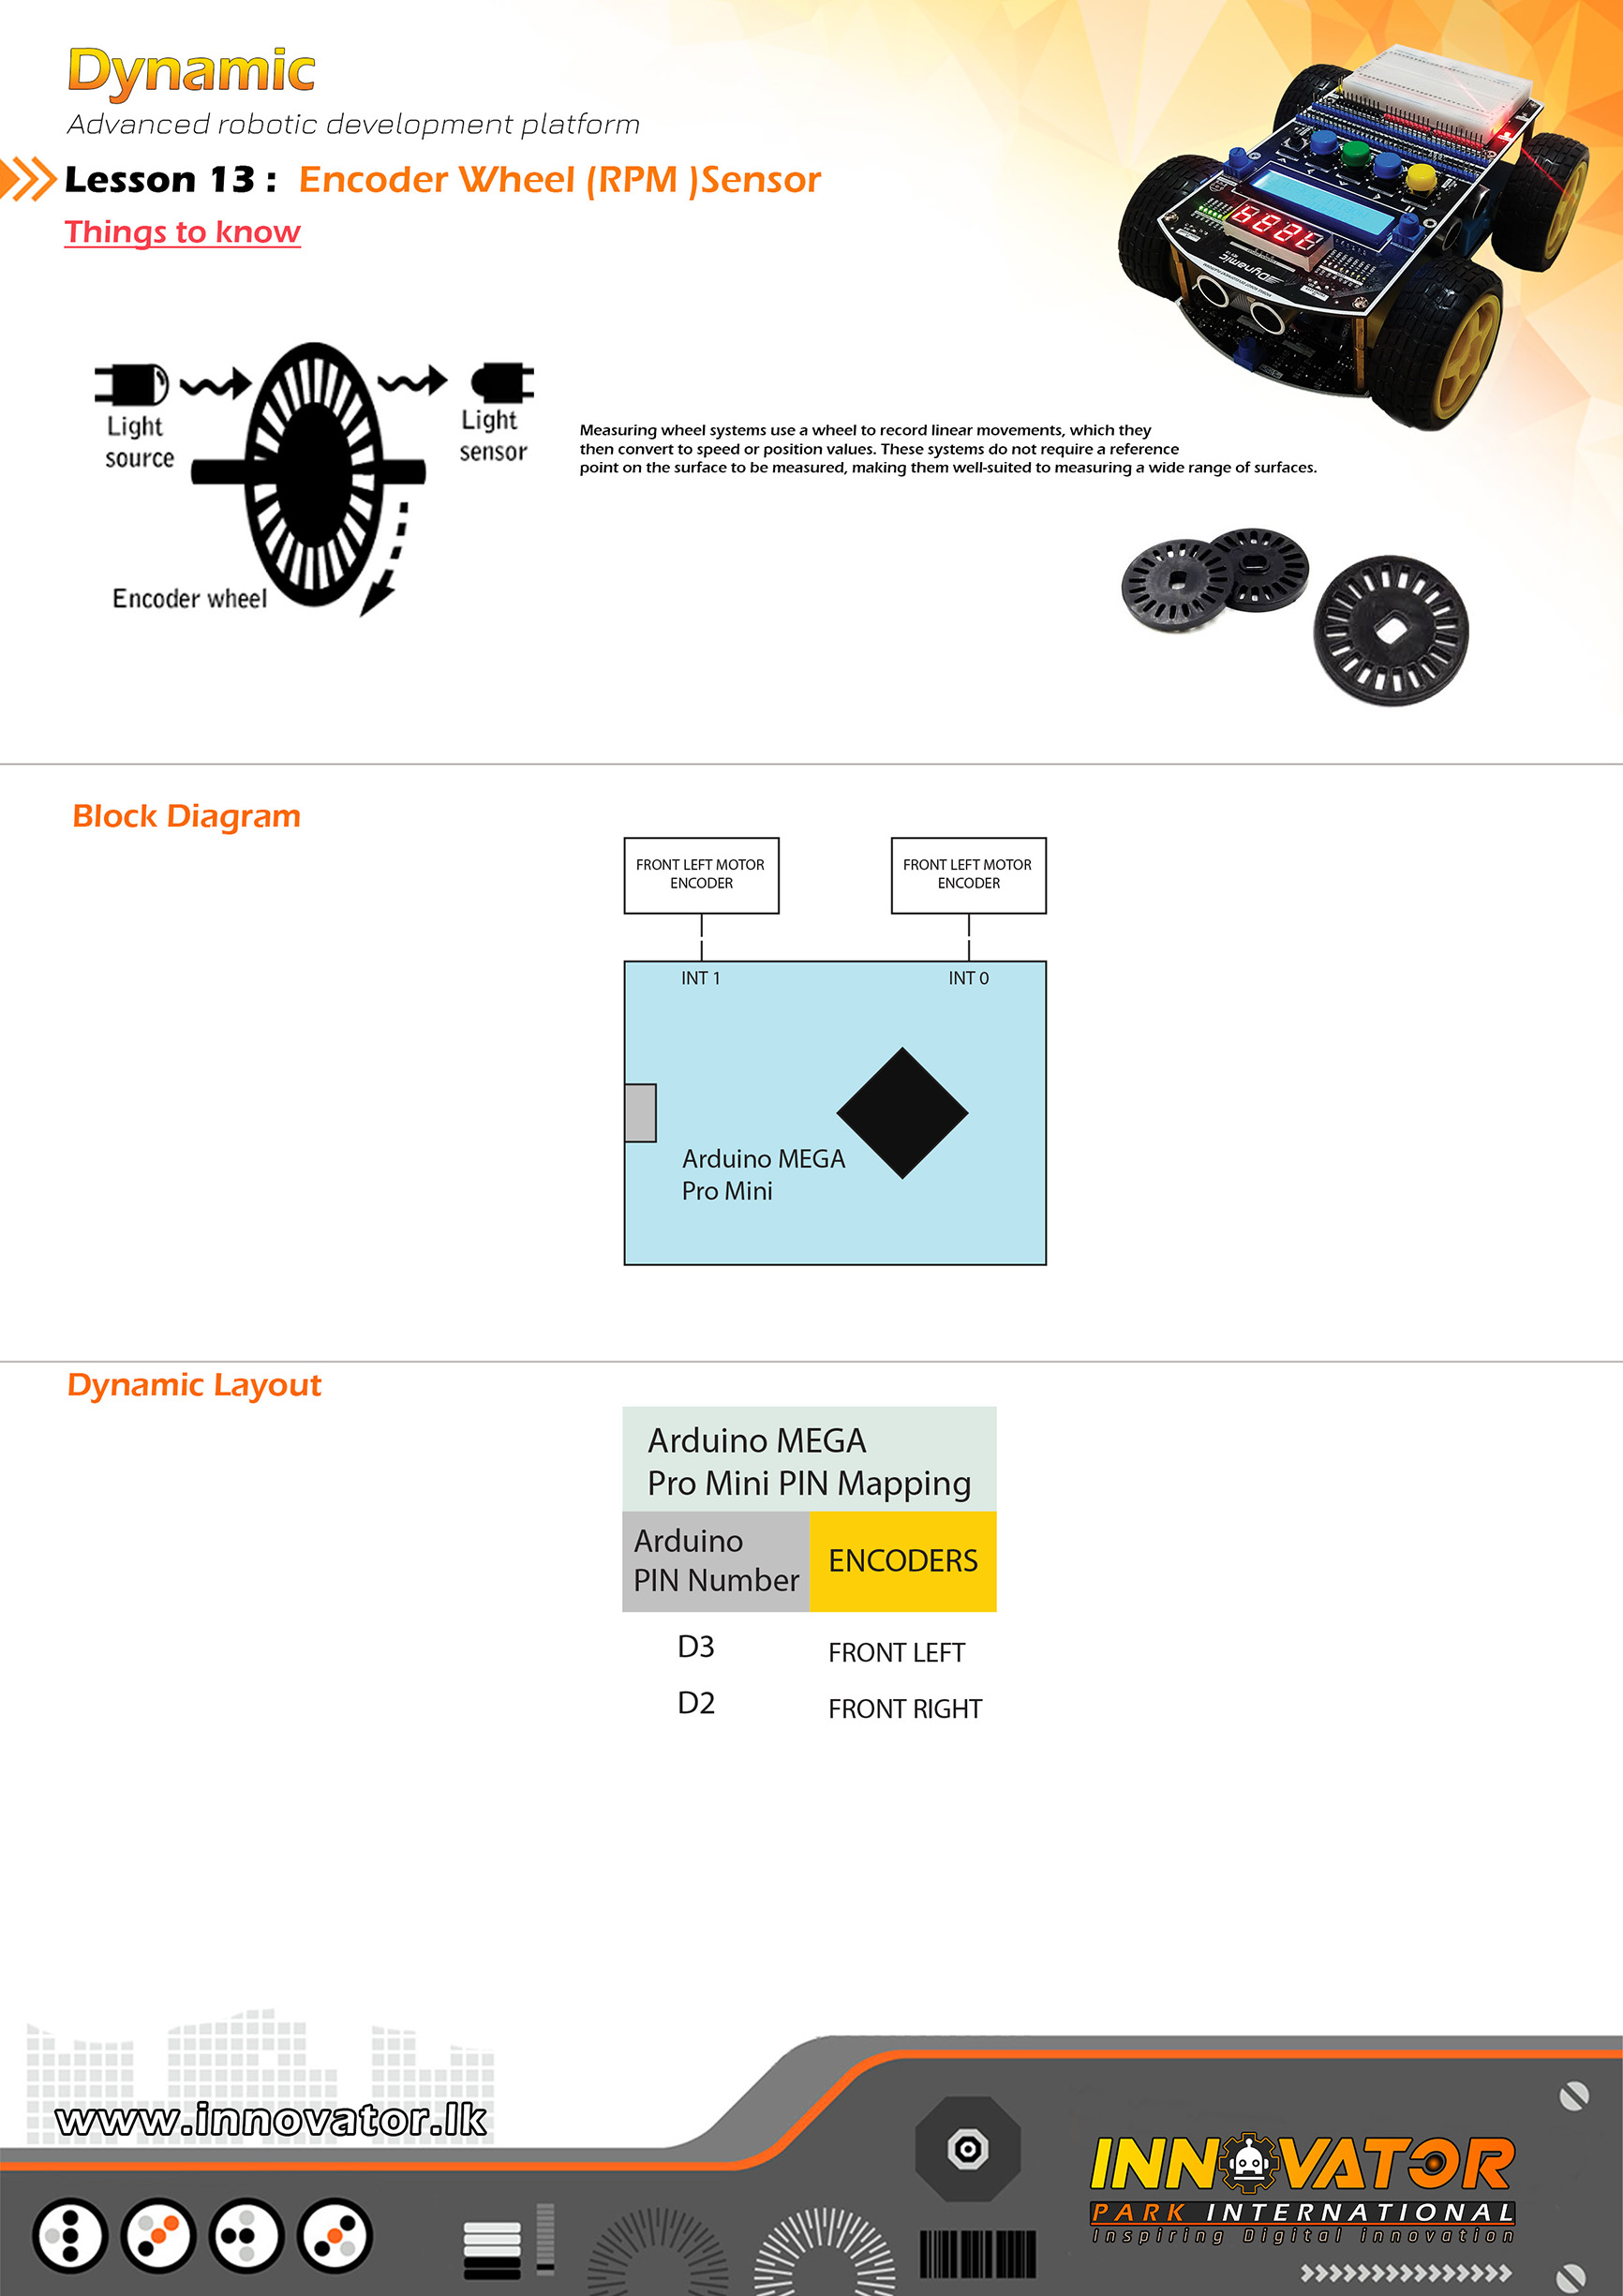 Dynamic
Advanced robotic development platform
Lesson 13 : Encoder Wheel (RPM )Sensor
Things to know
Light
source
Light
sensor
Encoder wheel
Measuring wheel systems use a wheel to record linear movements, which they
then convert to speed or position values. These systems do not require a reference
point on the surface to be measured, making them well-suited to measuring a wide range of surfaces.
Dynamic
Block Diagram
FRONT LEFT MOTOR
ENCODER
FRONT LEFT MOTOR
ENCODER
INT 1
INT 0
Arduino MEGA
Pro Mini
Dynamic Layout
Arduino MEGA
Pro Mini PIN Mapping
Arduino
PIN Number
ENCODERS
D3
FRONT LEFT
D2
FRONT RIGHT
www.innovator.lk
INNOVATOR
PARK INTERNATIONAL
Inspiring Digital innovation